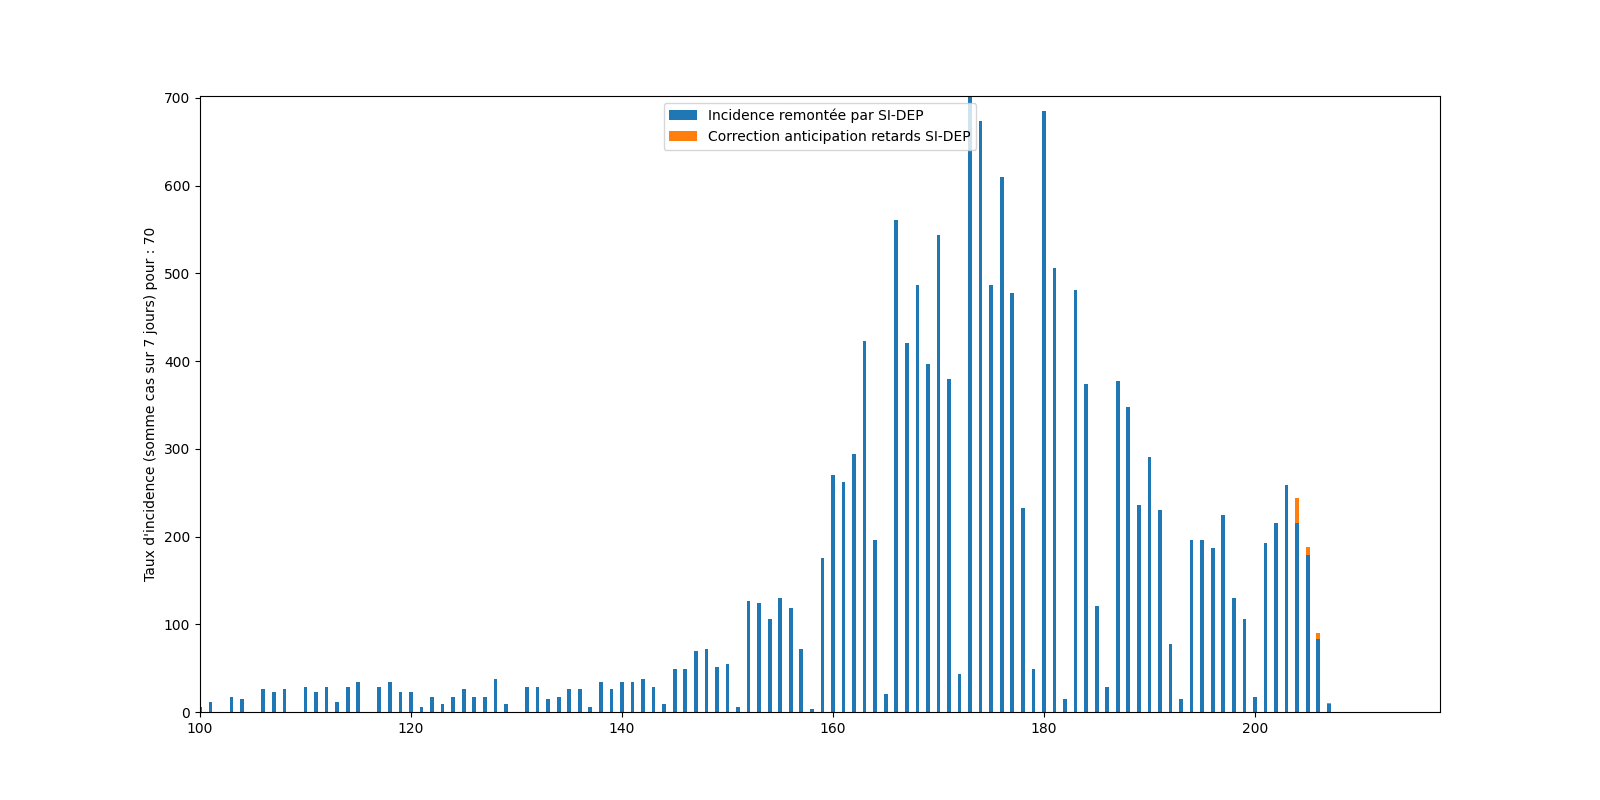 Incidence remontée par SI-DEP
Correction anticipation retards SI-DEP
Taux d'incidence (somme cas sur 7 jours) pour : 70
700
600
500
400
300
200
100
0
100 120 140 160 180 200